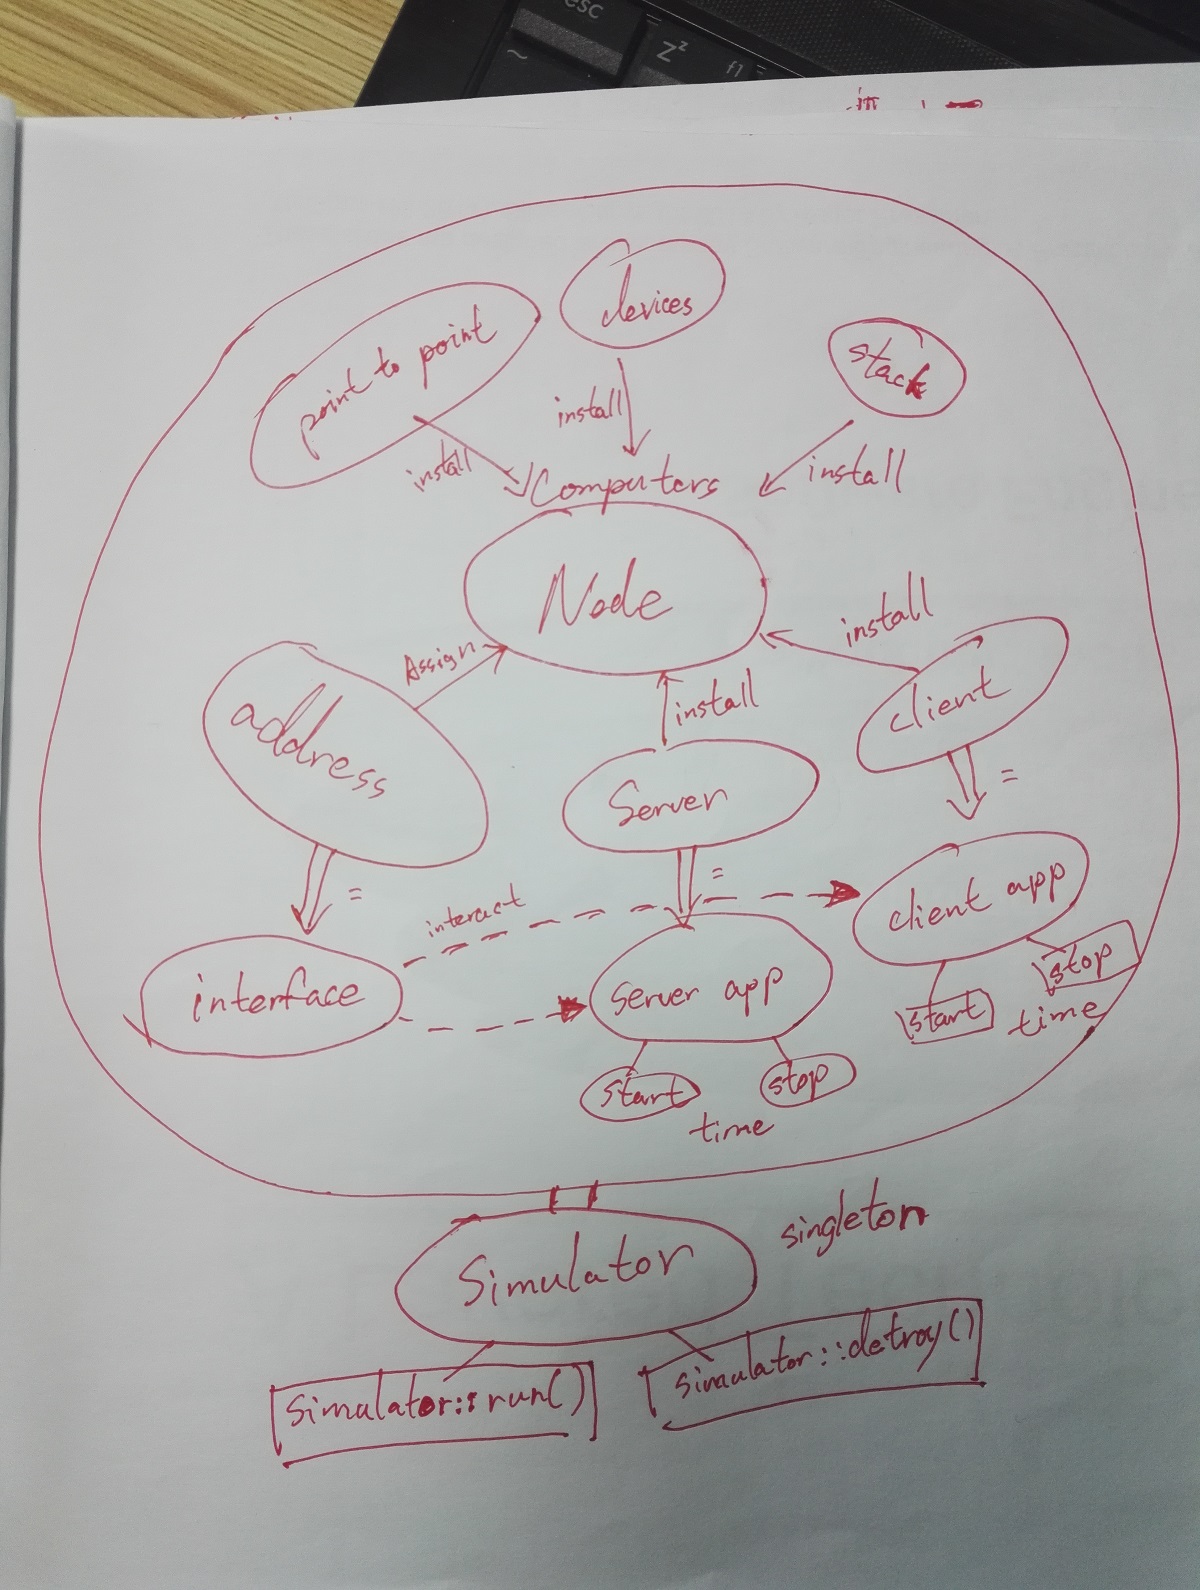 esc
~
Zz
f1
devices
point to point
stack
install
install
install
Computers
Node
install
Assign
install
address
client
Server
=
=
=
interact
client app
interface
server app
stop
start
time
start
stop
time
singleton
Simulator
simulator::detroy()
Simulator::run()